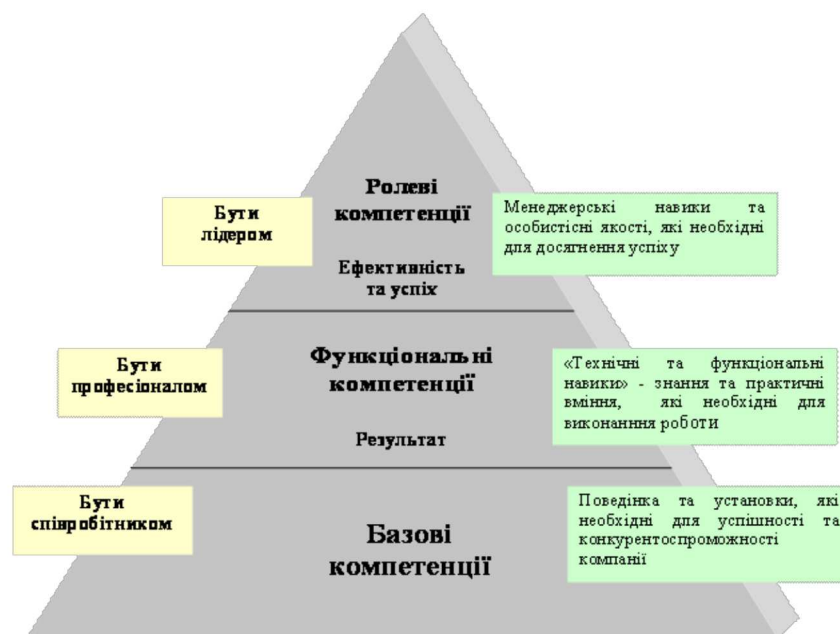 Ролеві
компетенції
Ефективність
та успіх
Бути
лідером
Менеджерські навики та
особистісні якості, які необхідні
для досягнення успіху
Функціональні
компетенції
Результат
Бути
професіоналом
«Технічні та функціональні
навики» - знання та практичні
вміння, які необхідні для
виконанння роботи
Базові
компетенції
Бути
співробітником
Поведінка та установки, які
необхідні для успішності та
конкурентоспроможності
компанії